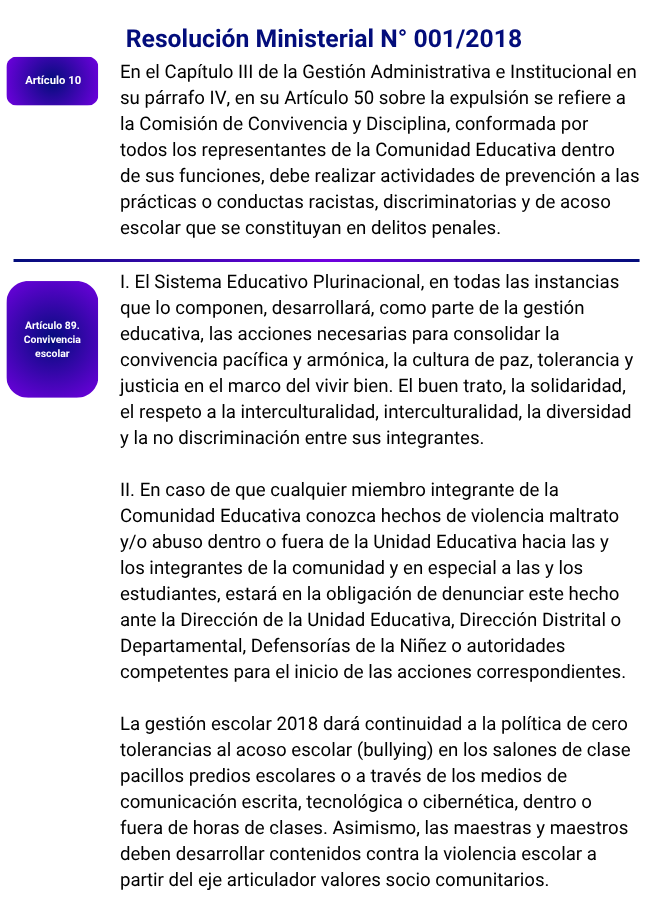 Resolución Ministerial N° 001/2018
Artículo 10
En el Capítulo III de la Gestión Administrativa e Institucional en
su párrafo IV, en su Artículo 50 sobre la expulsión se refiere a
la Comisión de Convivencia y Disciplina, conformada por
todos los representantes de la Comunidad Educativa dentro
de sus funciones, debe realizar actividades de prevención a las
prácticas o conductas racistas, discriminatorias y de acoso
escolar que se constituyan en delitos penales.
Artículo 89.
Convivencia
escolar
I. El Sistema Educativo Plurinacional, en todas las instancias
que lo componen, desarrollará, como parte de la gestión
educativa, las acciones necesarias para consolidar la
convivencia pacífica y armónica, la cultura de paz, tolerancia y
justicia en el marco del vivir bien. El buen trato, la solidaridad,
el respeto a la interculturalidad, interculturalidad, la diversidad
y la no discriminación entre sus integrantes.
II. En caso de que cualquier miembro integrante de la
Comunidad Educativa conozca hechos de violencia maltrato
y/o abuso dentro o fuera de la Unidad Educativa hacia las y
los integrantes de la comunidad y en especial a las y los
estudiantes, estará en la obligación de denunciar este hecho
ante la Dirección de la Unidad Educativa, Dirección Distrital o
Departamental, Defensorías de la Niñez o autoridades
competentes para el inicio de las acciones correspondientes.
La gestión escolar 2018 dará continuidad a la política de cero
tolerancias al acoso escolar (bullying) en los salones de clase
pacillos predios escolares o a través de los medios de
comunicación escrita, tecnológica o cibernética, dentro o
fuera de horas de clases. Asimismo, las maestras y maestros
deben desarrollar contenidos contra la violencia escolar a
partir del eje articulador valores socio comunitarios.